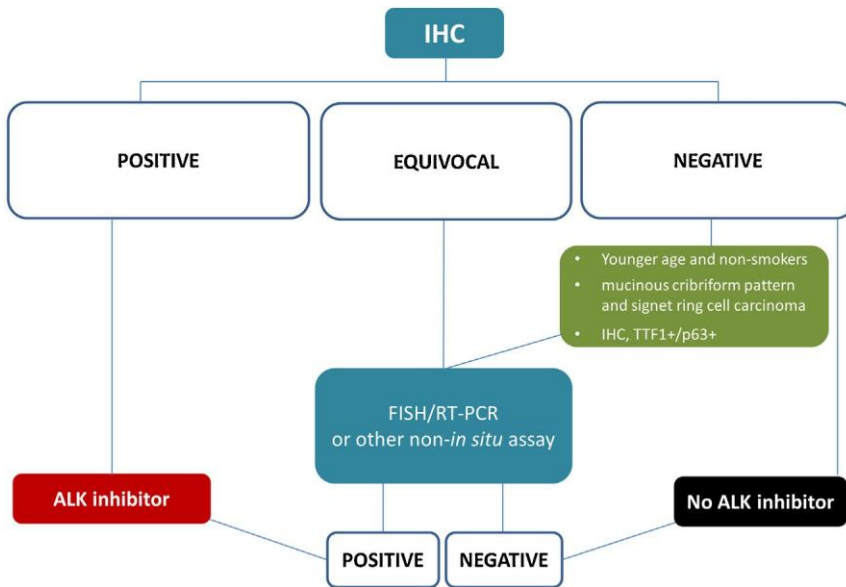 IHC
POSITIVE
EQUIVOCAL
NEGATIVE
• Younger age and non-smokers
• mucinous cribriform pattern
and signet ring cell carcinoma
• IHC, TTF1+/p63+
FISH/RT-PCR
or other non-in situ assay
ALK inhibitor
No ALK inhibitor
POSITIVE
NEGATIVE